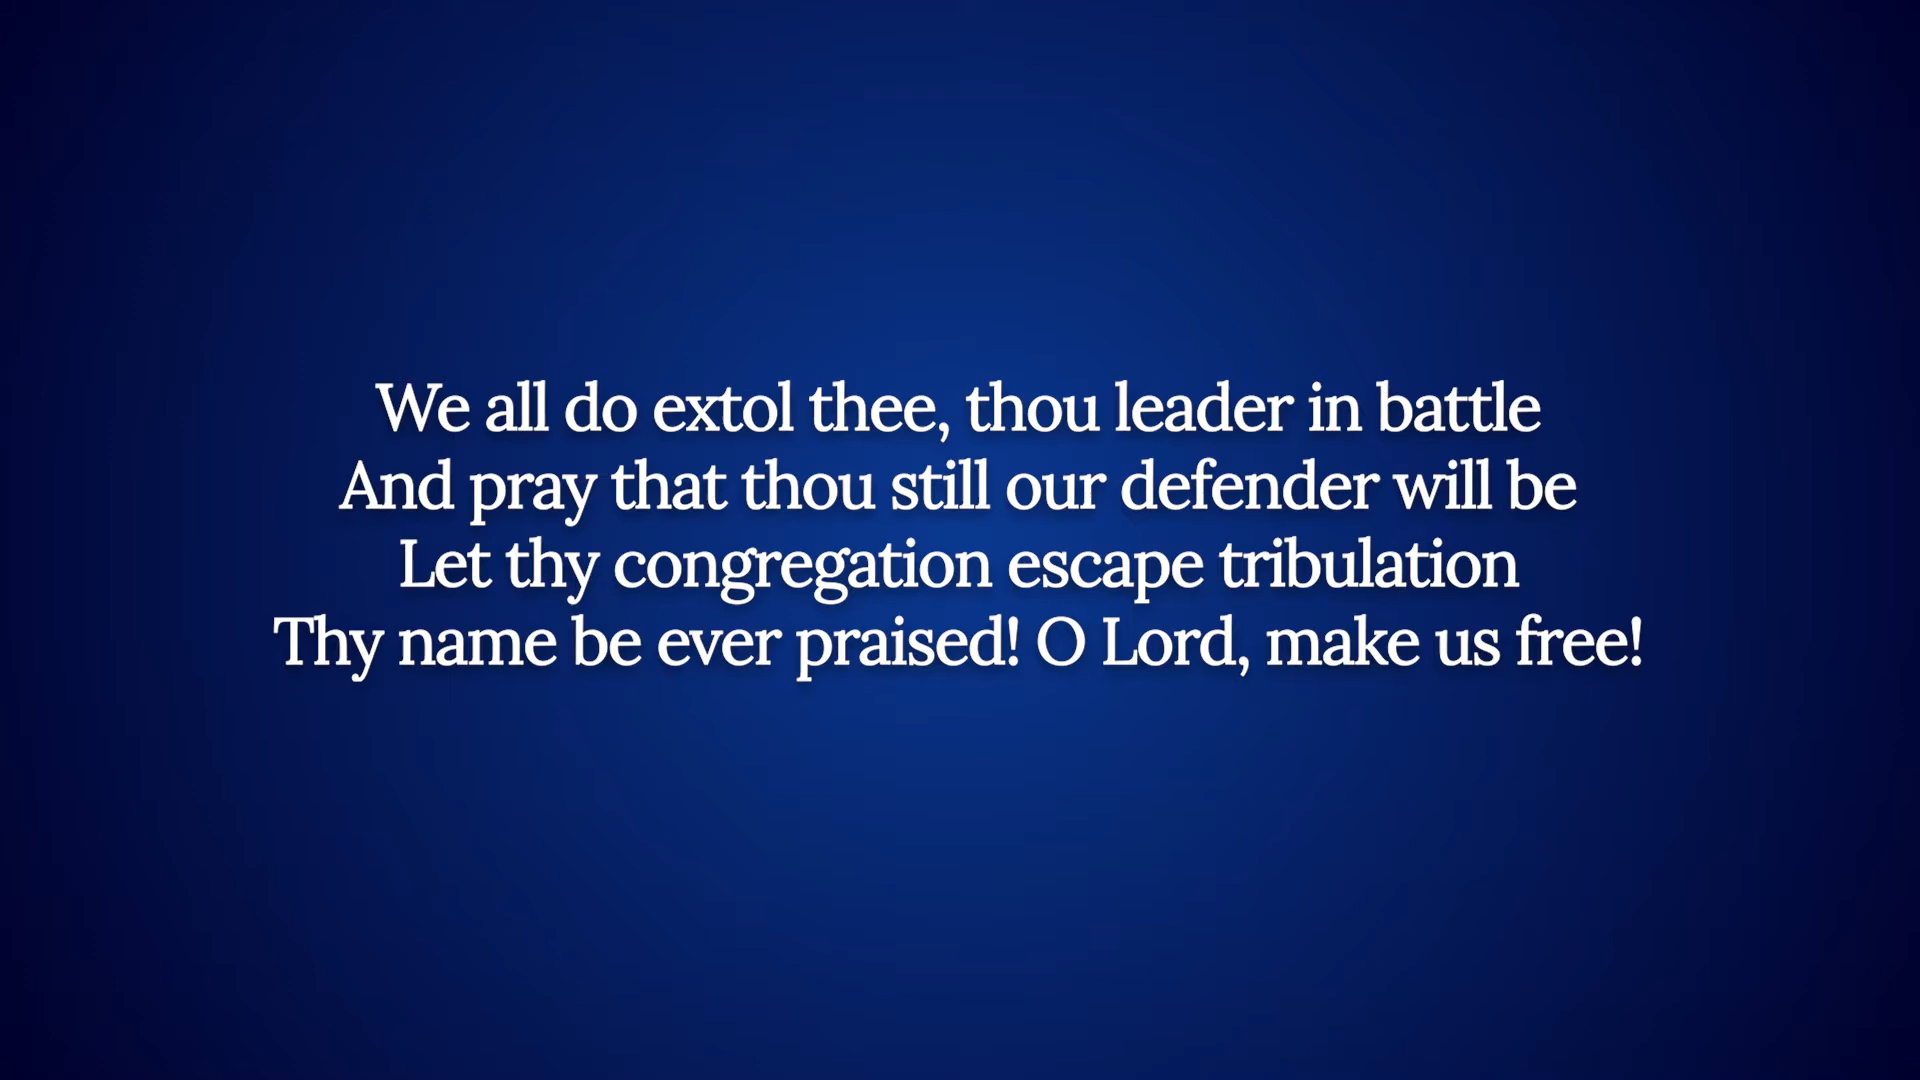 We all do extol thee, thou leader in battle
And pray that thou still our defender will be
Let thy congregation escape tribulation
Thy name be ever praised! O Lord, make us free!